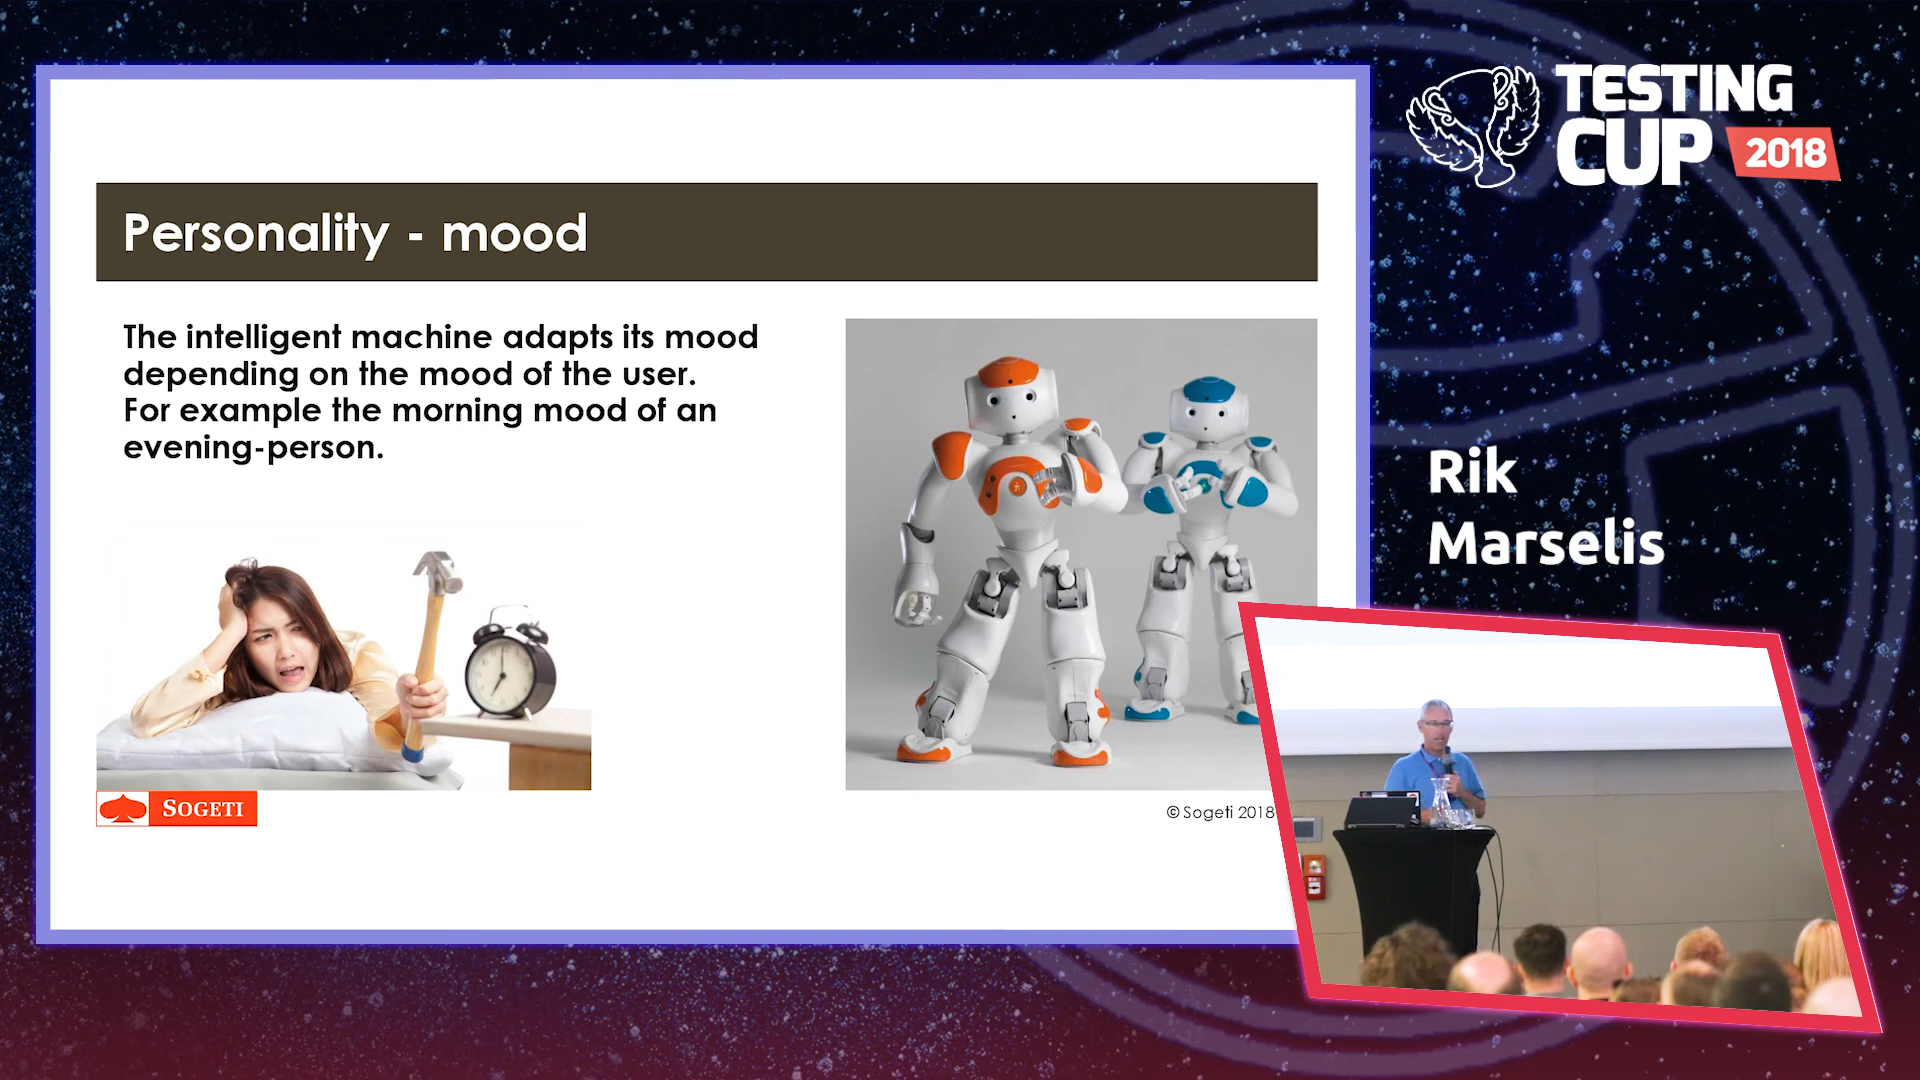 Personality - mood
The intelligent machine adapts its mood
depending on the mood of the user.
For example the morning mood of an
evening-person.
SOGETI
© Sogeti 2018
TESTING
CUP
2018
Rik
Marselis